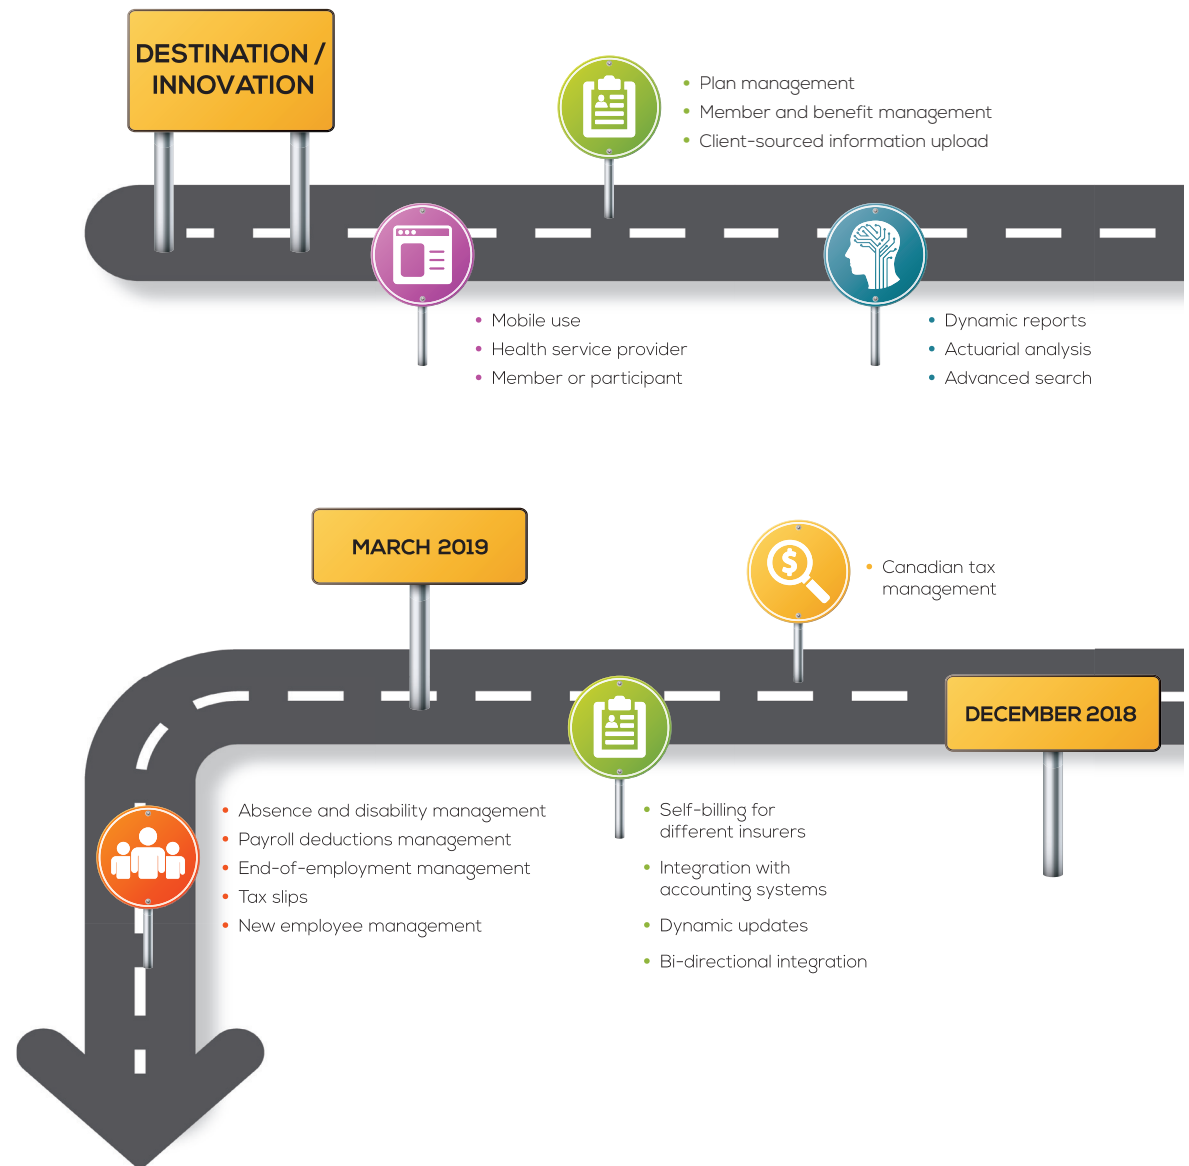 DESTINATION /
INNOVATION
• Plan management
• Member and benefit management
• Client-sourced information upload
• Mobile use
• Health service provider
• Member or participant
• Dynamic reports
• Actuarial analysis
• Advanced search
MARCH 2019
• Canadian tax
management
DECEMBER 2018
• Absence and disability management
• Payroll deductions management
• End-of-employment management
• Tax slips
• New employee management
• Self-billing for
different insurers
• Integration with
accounting systems
• Dynamic updates
• Bi-directional integration